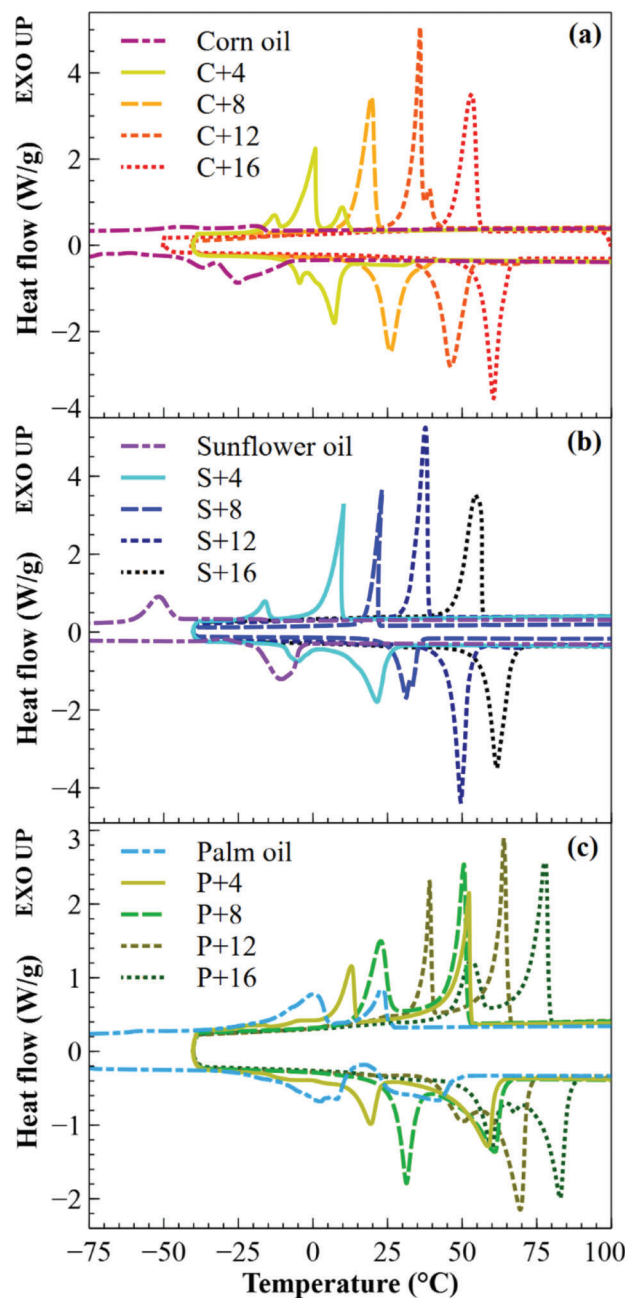 EXO UP
Heat flow (W/g)
(a)
Corn oil
C+4
C+8
C+12
C+16
4
2
0
−2
−4
EXO UP
Heat flow (W/g)
(b)
Sunflower oil
S+4
S+8
S+12
S+16
4
2
0
−2
−4
EXO UP
Heat flow (W/g)
(c)
Palm oil
P+4
P+8
P+12
P+16
3
2
1
0
−1
−2
−75 −50 −25 0 25 50 75 100
Temperature (°C)